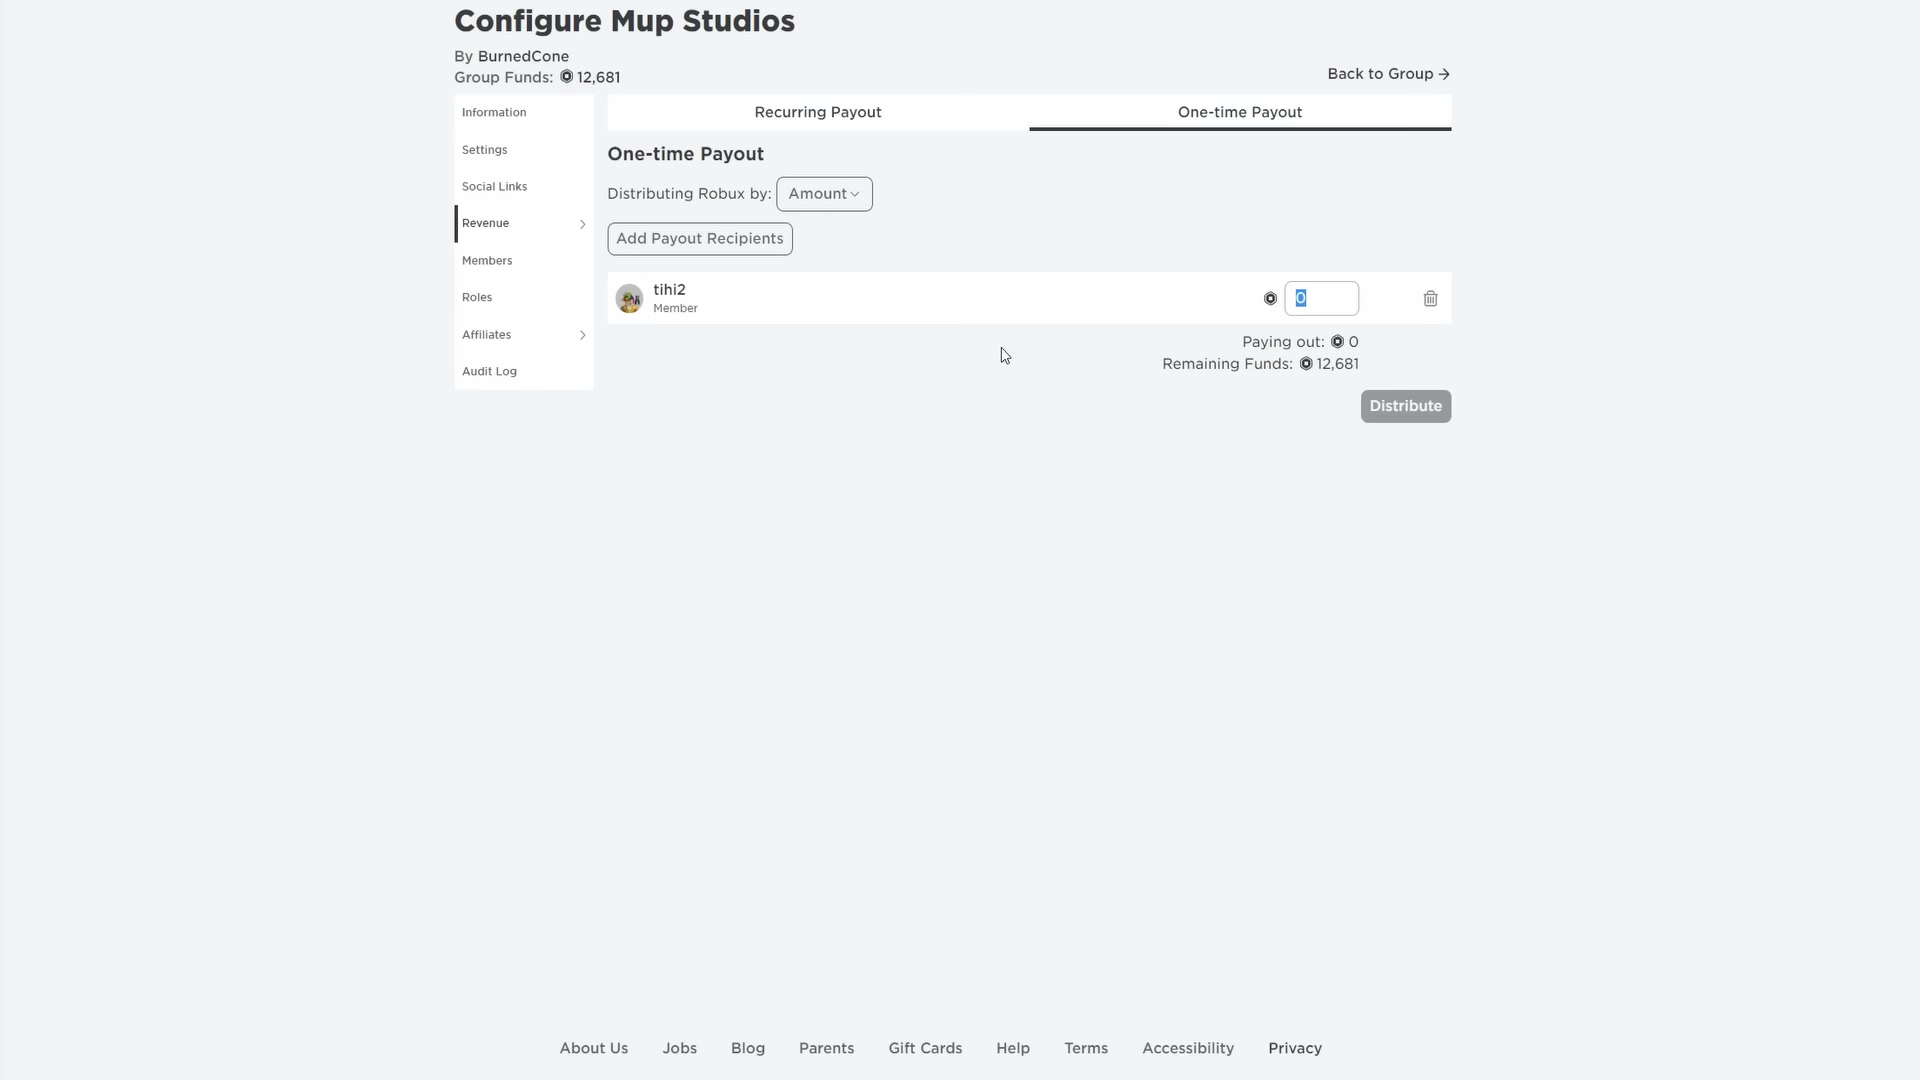 Configure Mup Studios
By BurnedCone
Group Funds: 12,681
Back to Group →
Information
Settings
Social Links
Revenue
Members
Roles
Affiliates
Audit Log
Recurring Payout
One-time Payout
One-time Payout
Distributing Robux by: Amount
Add Payout Recipients
tihi2
Member
0
Paying out: 0
Remaining Funds: 12,681
Distribute
About Us Jobs Blog Parents Gift Cards Help Terms Accessibility Privacy